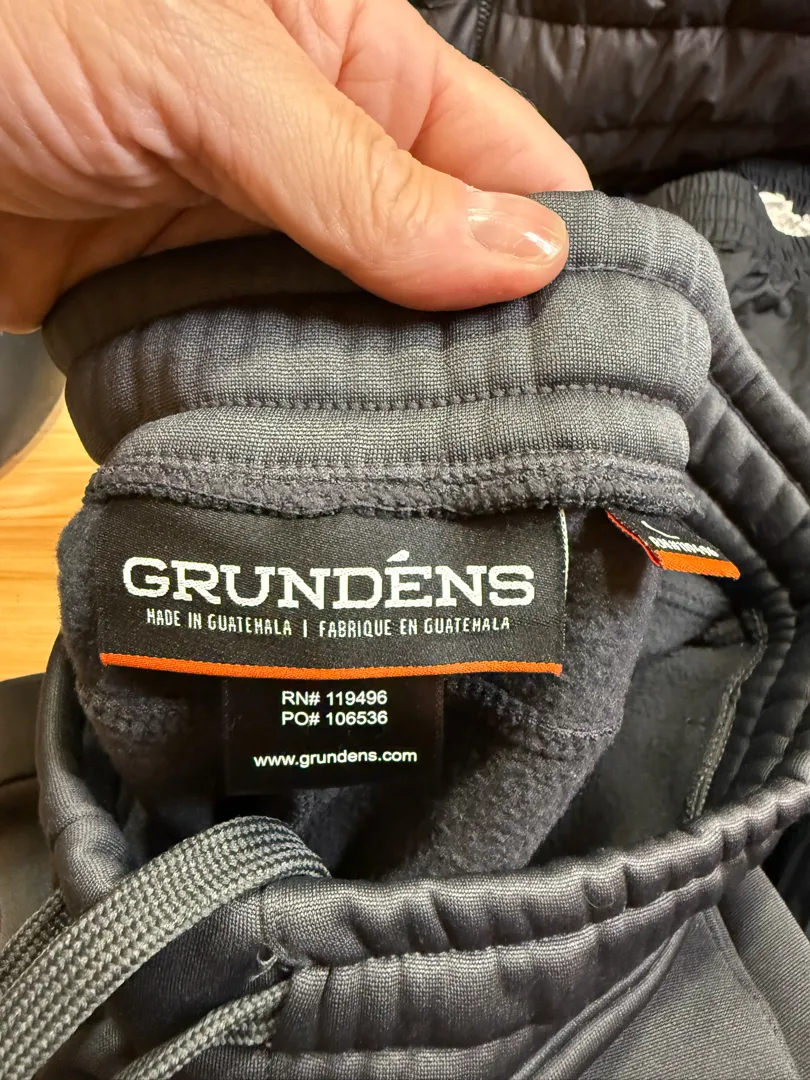 GRUNDÉNS
MADE IN GUATEMALA | FABRIQUE EN GUATEMALA
RN# 119496
PO# 106536
www.grundens.com